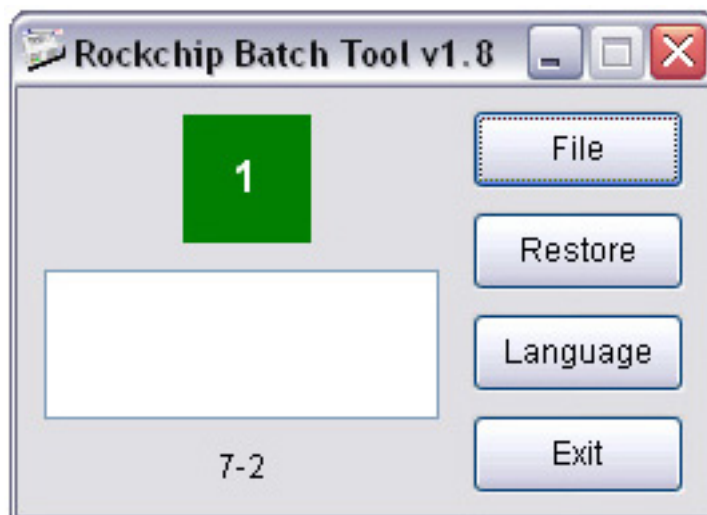 Rockchip Batch Tool v1.8
1
File
Restore
Language
7-2
Exit